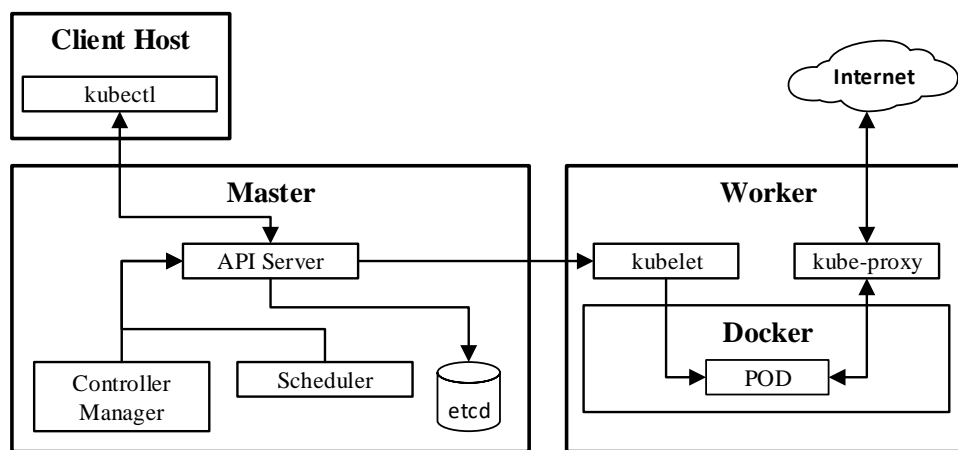 Client Host
kubectl
Internet
Master
Worker
API Server
kubelet
kube-proxy
Docker
Controller
Manager
Scheduler
etcd
POD